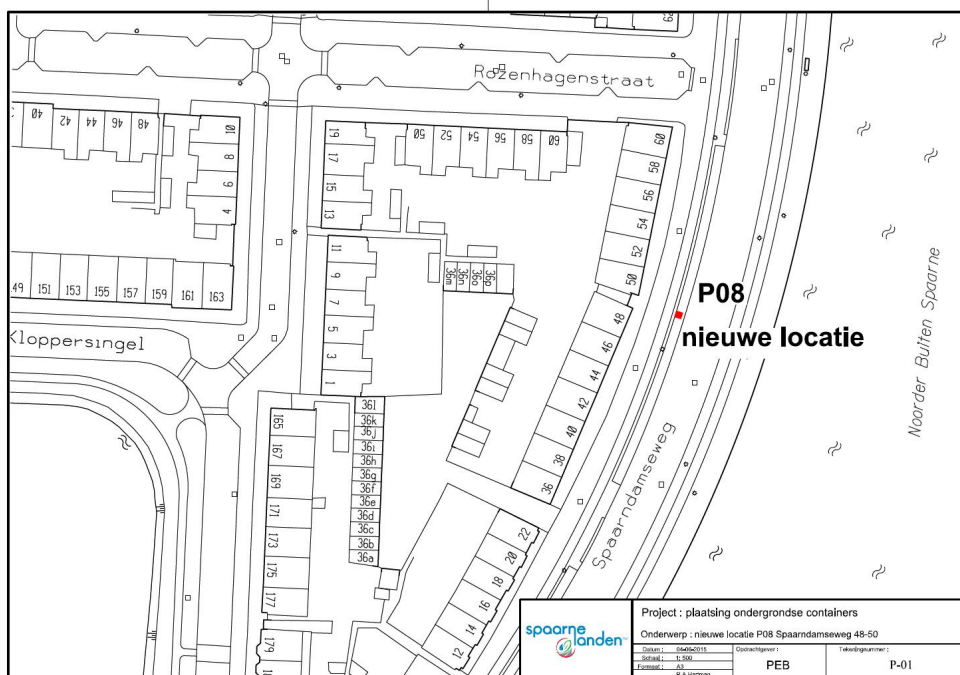 62
Rozenhagenstraat
40 42 44 46 48
10
8
6
4
19
17
15
13
50 52 54 56 58 60
60
58
56
54
52
50
11
9
7
5
3
1
36m 36n 36o 36p
149 151 153 155 157 159 161 163
P08
nieuwe locatie
Kloppersingel
48
46
44
42
40
38
36
Noorder Buiten Spaarne
Spaarndamseweg
165
167
169
171
173
175
177
179
36l
36k
36j
36i
36h
36g
36f
36e
36d
36c
36b
36a
22
20
18
16
14
12
spaarne
landen
Project : plaatsing ondergrondse containers
Onderwerp : nieuwe locatie P08 Spaarndamseweg 48-50
Datum : 04-06-2015
Schaal : 1: 500
Formaat : A3
Opdrachtgever :
PEB
Tekeningnummer :
P-01